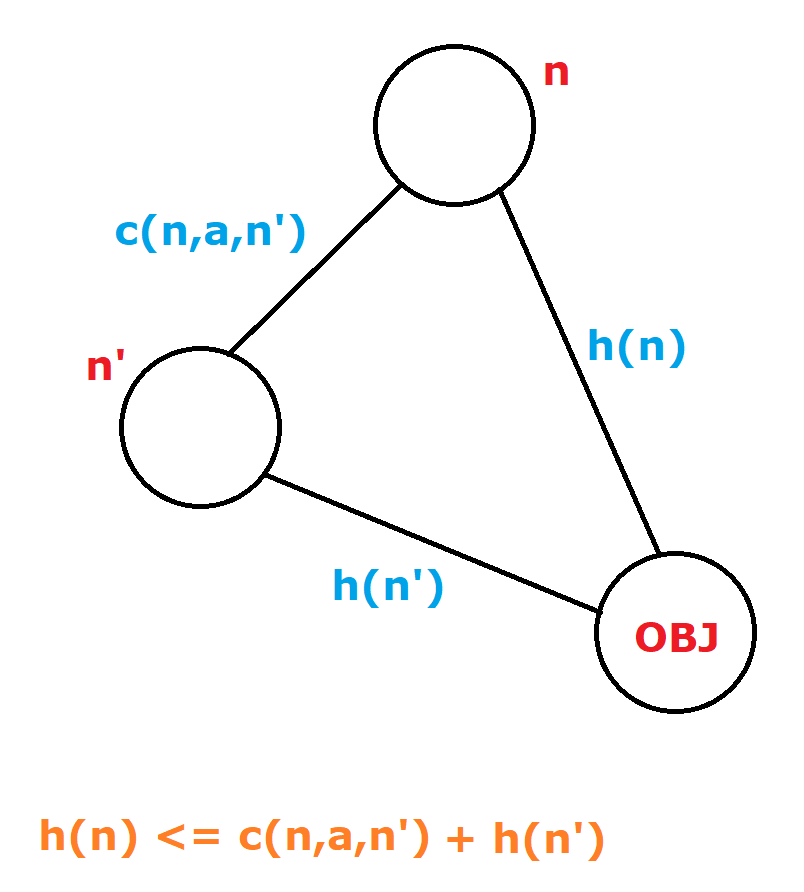 n
c(n,a,n')
h(n)
n'
h(n')
OBJ
h(n) <= c(n,a,n') + h(n')